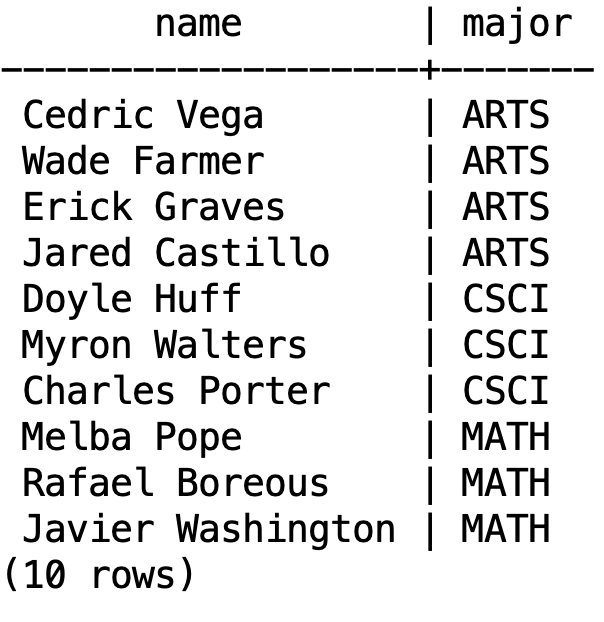 name        | major
--------------------+-------
 Cedric Vega        | ARTS
 Wade Farmer        | ARTS
 Erick Graves       | ARTS
 Jared Castillo     | ARTS
 Doyle Huff         | CSCI
 Myron Walters      | CSCI
 Charles Porter     | CSCI
 Melba Pope         | MATH
 Rafael Boreous     | MATH
 Javier Washington  | MATH
(10 rows)